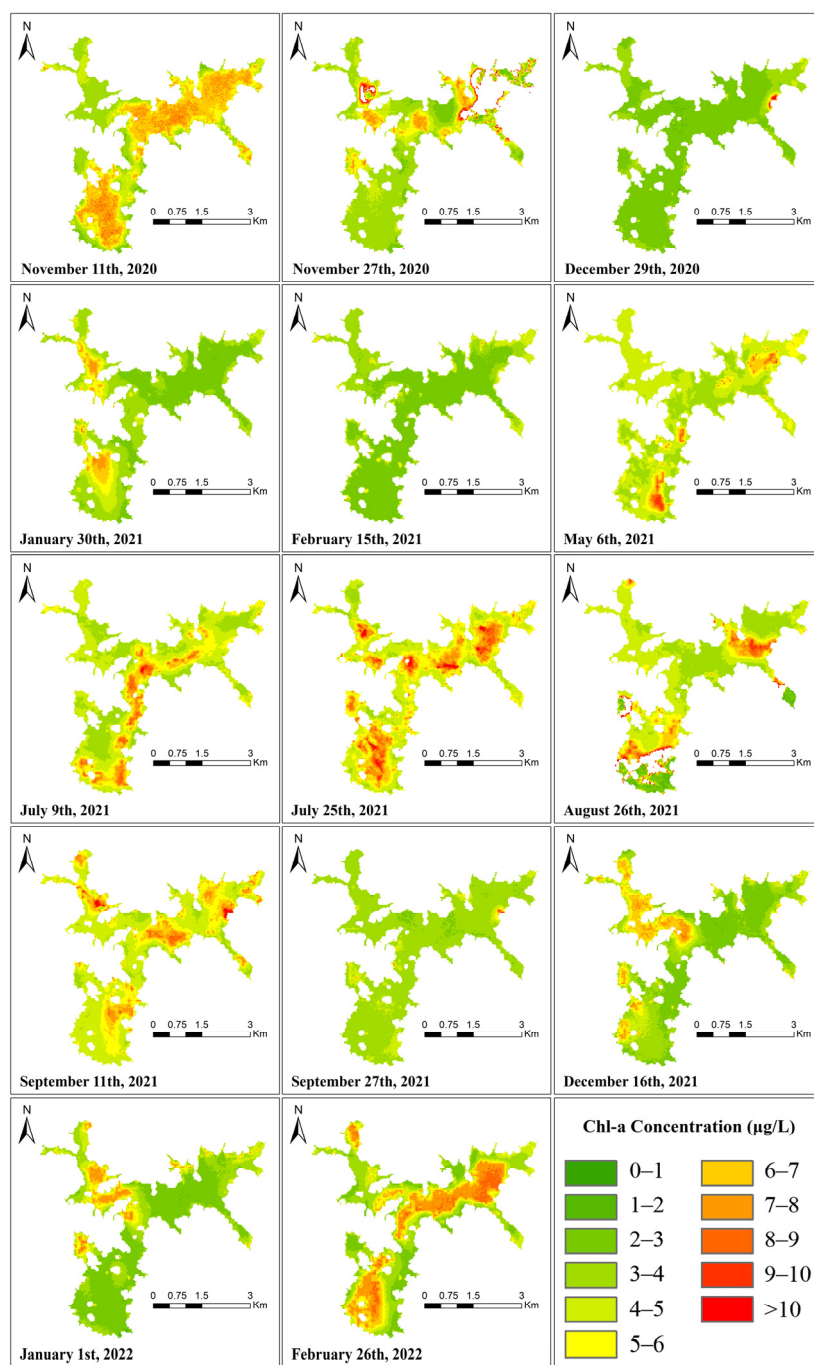 N
0 0.75 1.5 3
Km
November 11th, 2020
N
0 0.75 1.5 3
Km
November 27th, 2020
N
0 0.75 1.5 3
Km
December 29th, 2020
N
0 0.75 1.5 3
Km
January 30th, 2021
N
0 0.75 1.5 3
Km
February 15th, 2021
N
0 0.75 1.5 3
Km
May 6th, 2021
N
0 0.75 1.5 3
Km
July 9th, 2021
N
0 0.75 1.5 3
Km
July 25th, 2021
N
0 0.75 1.5 3
Km
August 26th, 2021
N
0 0.75 1.5 3
Km
September 11th, 2021
N
0 0.75 1.5 3
Km
September 27th, 2021
N
0 0.75 1.5 3
Km
December 16th, 2021
N
0 0.75 1.5 3
Km
January 1st, 2022
N
0 0.75 1.5 3
Km
February 26th, 2022
Chl-a Concentration (µg/L)
0–1
1–2
2–3
3–4
4–5
5–6
6–7
7–8
8–9
9–10
>10